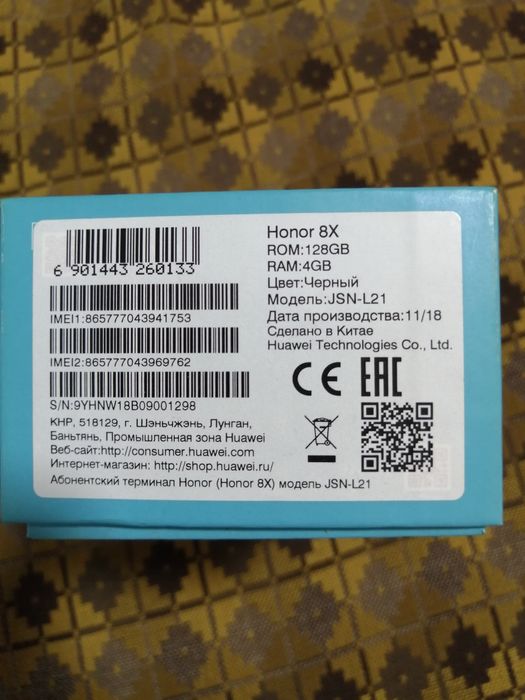 Honor 8X
ROM:128GB
RAM:4GB
Цвет:Черный
Модель:JSN-L21
Дата производства:11/18
Сделано в Китае
Huawei Technologies Co., Ltd.
6 901443 260133
IMEI1:865777043941753
IMEI2:865777043969762
S/N:9YHNW18B09001298
КНР, 518129, г. Шэньчжэнь, Лунган,
Баньтянь, Промышленная зона Huawei
Веб-сайт:http://consumer.huawei.com
Интернет-магазин: http://shop.huawei.ru/
Абонентский терминал Honor (Honor 8X) модель JSN-L21
CE EAC